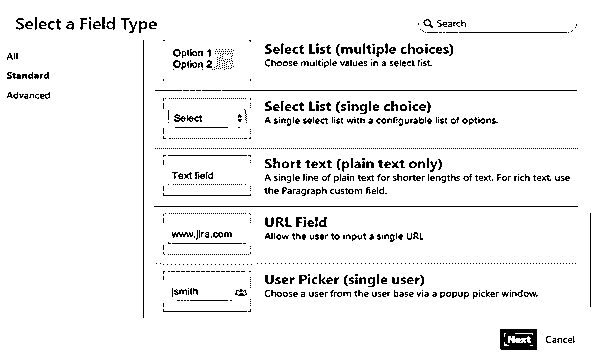 Select a Field Type
Search
All
Standard
Advanced
Option 1
Option 2
Select List (multiple choices)
Choose multiple values in a select list.
Select
Select List (single choice)
A single select list with a configurable list of options.
Text field
Short text (plain text only)
A single line of plain text for shorter lengths of text. For rich text, use
the Paragraph custom field.
www.jira.com
URL Field
Allow the user to input a single URL
jsmith
User Picker (single user)
Choose a user from the user base via a popup picker window.
Next
Cancel